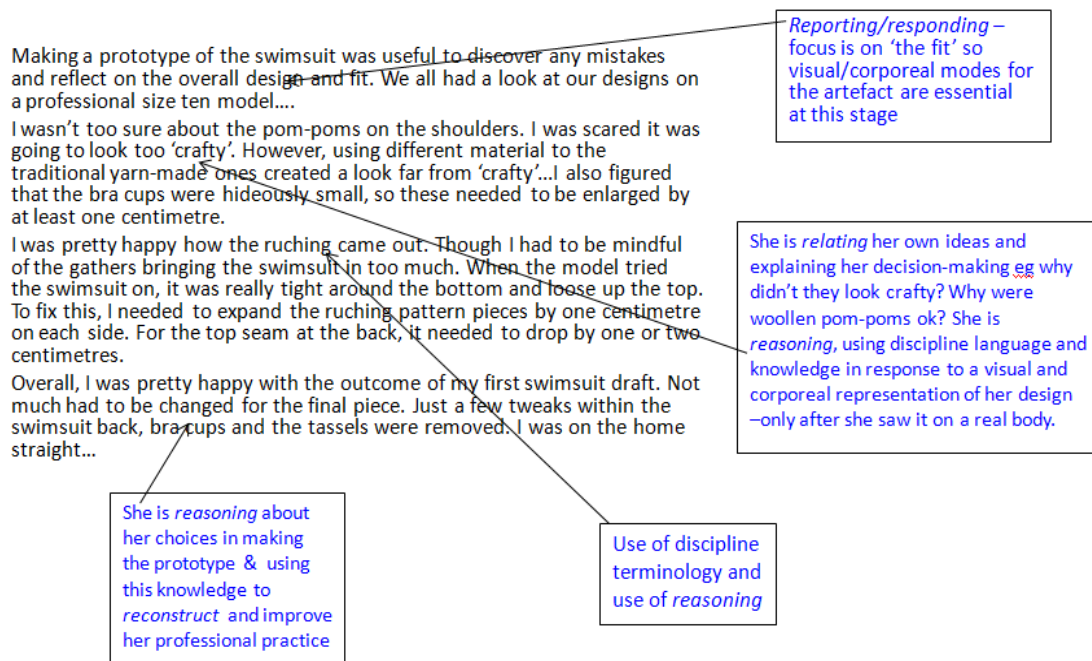 Making a prototype of the swimsuit was useful to discover any mistakes
and reflect on the overall design and fit. We all had a look at our designs on
a professional size ten model....
I wasn't too sure about the pom-poms on the shoulders. I was scared it was
going to look too 'crafty'. However, using different material to the
traditional yarn-made ones created a look far from 'crafty'...I also figured
that the bra cups were hideously small, so these needed to be enlarged by
at least one centimetre.
I was pretty happy how the ruching came out. Though I had to be mindful
of the gathers bringing the swimsuit in too much. When the model tried
the swimsuit on, it was really tight around the bottom and loose up the top.
To fix this, I needed to expand the ruching pattern pieces by one centimetre
on each side. For the top seam at the back, it needed to drop by one or two
centimetres.
Overall, I was pretty happy with the outcome of my first swimsuit draft. Not
much had to be changed for the final piece. Just a few tweaks within the
swimsuit back, bra cups and the tassels were removed. I was on the home
straight...
Reporting/responding –
focus is on 'the fit' so
visual/corporeal modes for
the artefact are essential
at this stage
She is relating her own ideas and
explaining her decision-making eg why
didn't they look crafty? Why were
woollen pom-poms ok? She is
reasoning, using discipline language and
knowledge in response to a visual and
corporeal representation of her design
–only after she saw it on a real body.
She is reasoning about
her choices in making
the prototype & using
this knowledge to
reconstruct and improve
her professional practice
Use of discipline
terminology and
use of reasoning